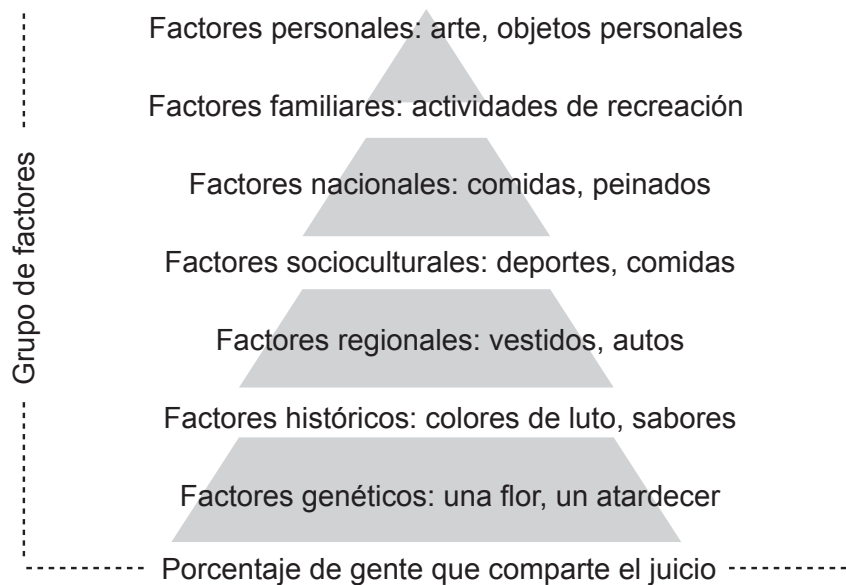 Factores personales: arte, objetos personales
Factores familiares: actividades de recreación
Factores nacionales: comidas, peinados
Factores socioculturales: deportes, comidas
Factores regionales: vestidos, autos
Factores históricos: colores de luto, sabores
Factores genéticos: una flor, un atardecer
Grupo de factores
Porcentaje de gente que comparte el juicio